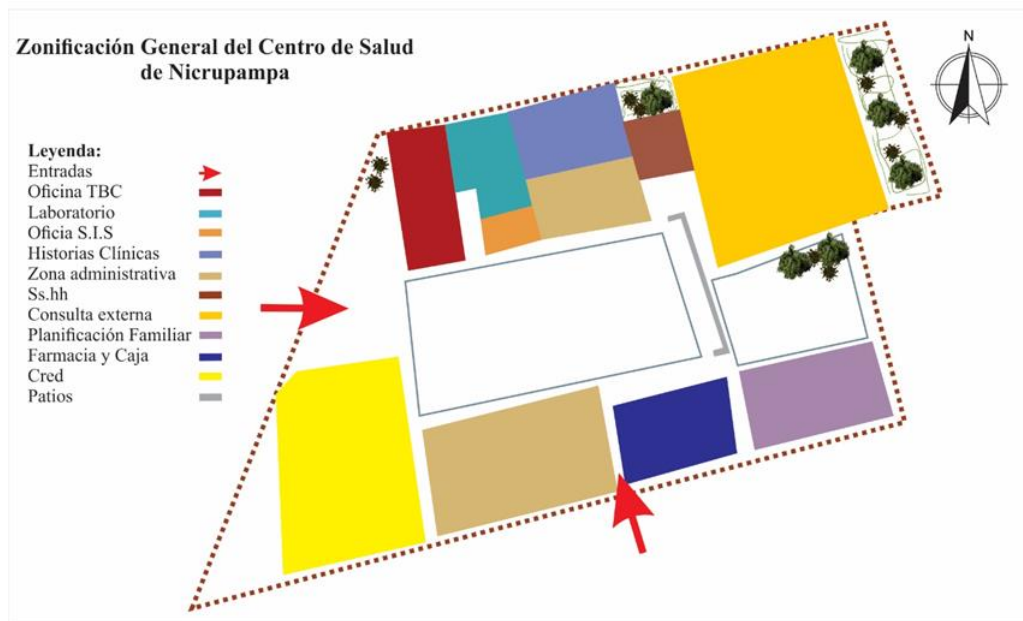 Zonificación General del Centro de Salud
de Nicrupampa
N
Leyenda:
Entradas
Oficina TBC
Laboratorio
Oficia S.I.S
Historias Clínicas
Zona administrativa
Ss.hh
Consulta externa
Planificación Familiar
Farmacia y Caja
Cred
Patios